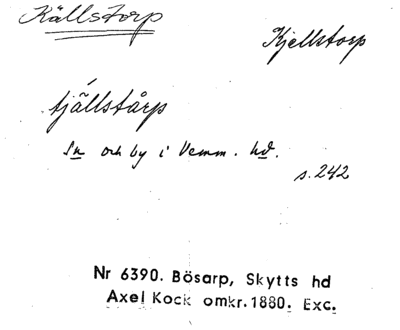 Källstorp
Kjellstorp
tjällstårp
Sn och by i Vemm. hd.
s. 242
Nr 6390. Bösarp, Skytts hd
Axel Kock omkr. 1880. Exc.